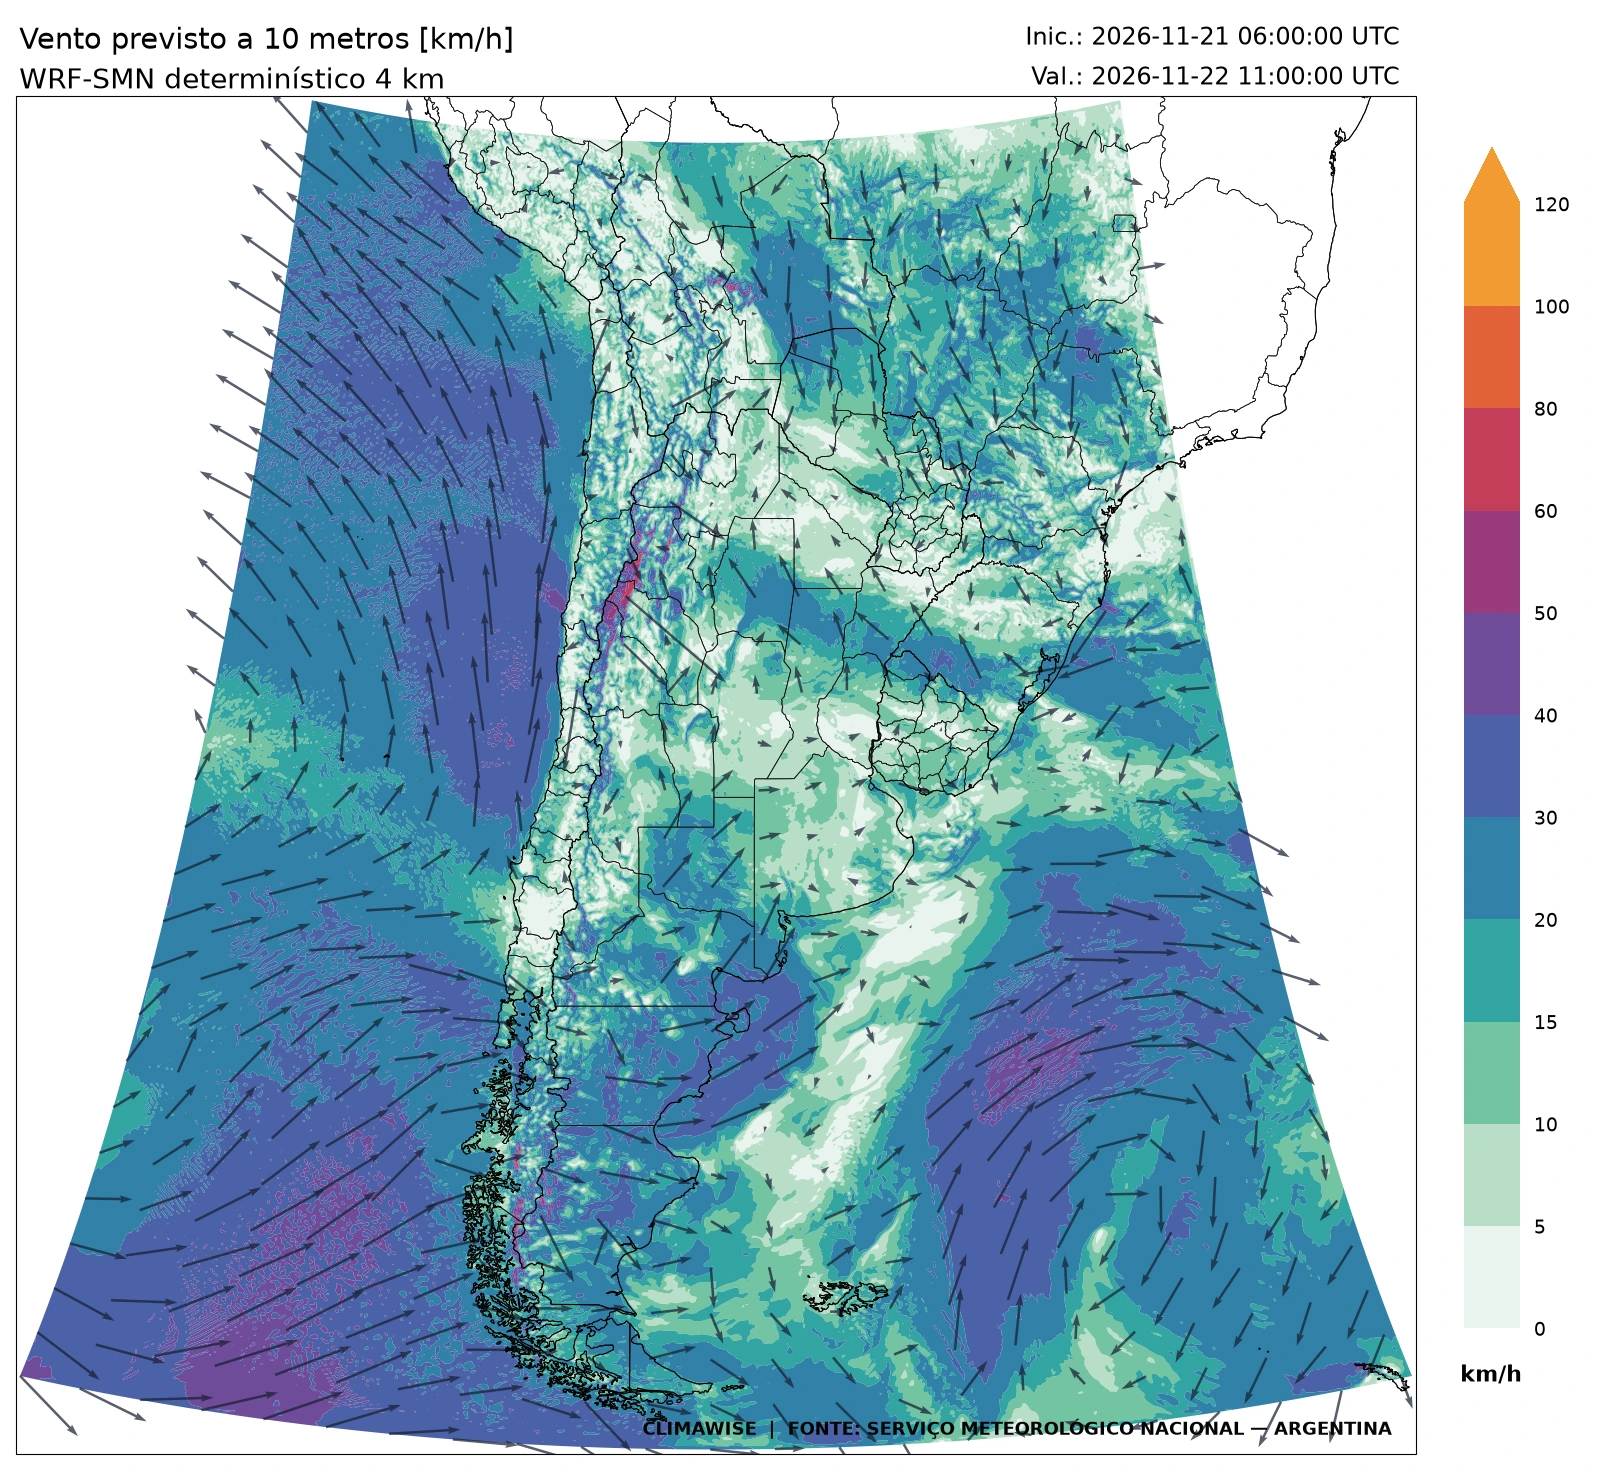 Vento previsto a 10 metros [km/h]
WRF-SMN determinístico 4 km
Inic.: 2026-11-21 06:00:00 UTC
Val.: 2026-11-22 11:00:00 UTC
120
100
80
60
50
40
30
20
15
10
5
0
km/h
CLIMAWISE | FONTE: SERVIÇO METEOROLÓGICO NACIONAL — ARGENTINA